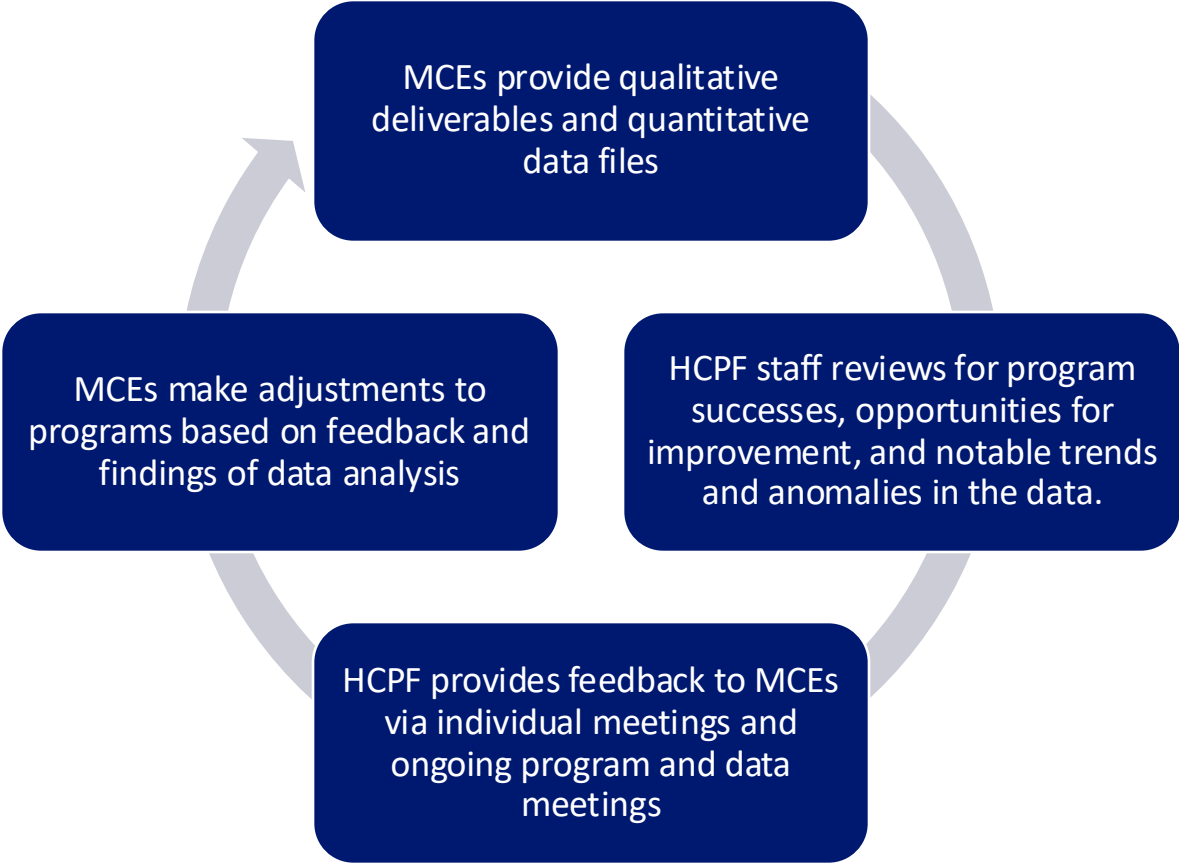 MCEs provide qualitative
deliverables and quantitative
data files
HCPF staff reviews for program
successes, opportunities for
improvement, and notable trends
and anomalies in the data.
HCPF provides feedback to MCEs
via individual meetings and
ongoing program and data
meetings
MCEs make adjustments to
programs based on feedback and
findings of data analysis